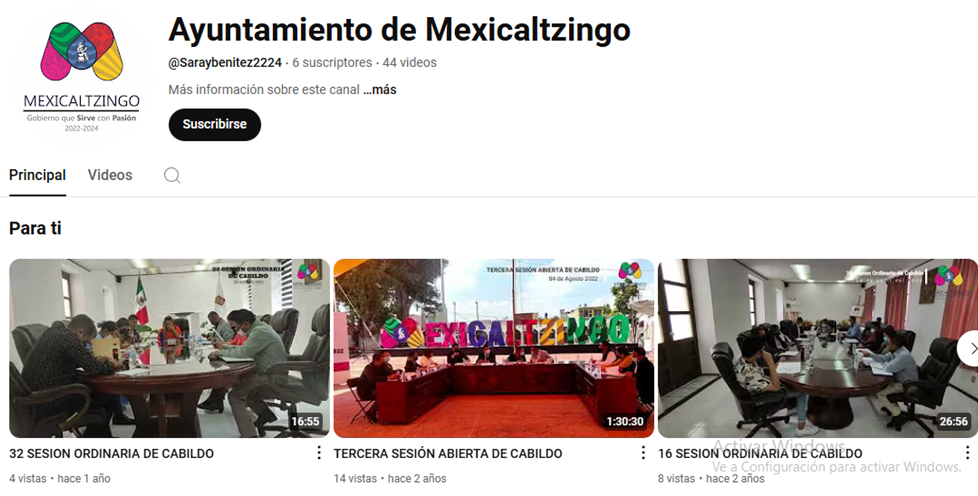 Ayuntamiento de Mexicaltzingo
@Saraybenitez2224 · 6 suscriptores · 44 videos
Más información sobre este canal ...más
Suscribirse
MEXICALTZINGO
Gobierno que Sirve con Pasión
2022-2024
Principal Videos
Para ti
32 SESION ORDINARIA
DE CABILDO
16:55
TERCERA SESIÓN ABIERTA DE CABILDO
04 de Agosto 2022
MEXICALTZINGO
1:30:30
16 Sesion Ordinaria de Cabildo
26:56
32 SESION ORDINARIA DE CABILDO
4 vistas · hace 1 año
TERCERA SESIÓN ABIERTA DE CABILDO
14 vistas · hace 2 años
16 SESION ORDINARIA DE CABILDO
8 vistas · hace 2 años
Activar Windows
Ve a Configuración para activar Windows.